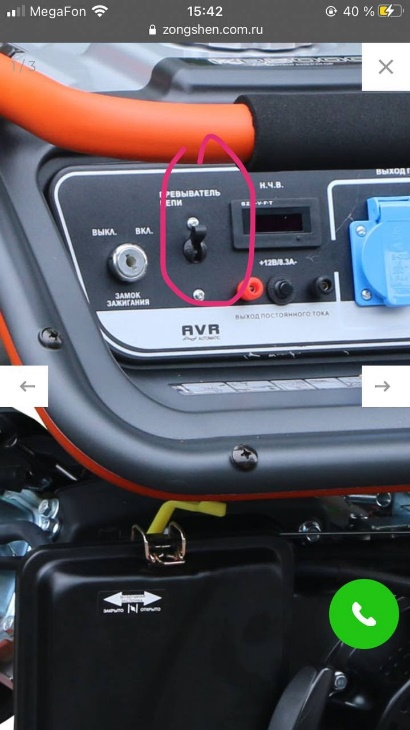 MegaFon 15:42 40 %
zongshen.com.ru
1/3
ВЫХОД П
ПРЕРЫВАТЕЛЬ
ЦЕПИ
Н.Ч.В.
ВЫКЛ. ВКЛ.
+12В/8.3А-
ЗАМОК
ЗАЖИГАНИЯ
ВЫХОД ПОСТОЯННОГО ТОКА
AVR
AUTOMATIC
ЗАКРЫТО ОТКРЫТО